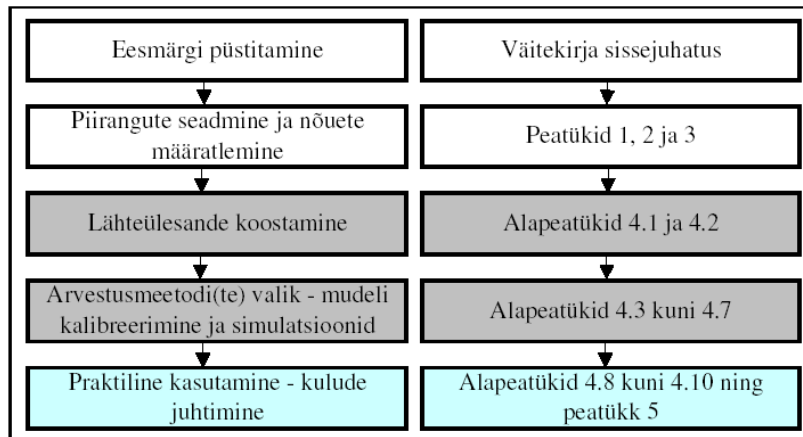 Eesmärgi püstitamine
Väitekirja sissejuhatus
Piirangute seadmine ja nõuete
määratlemine
Peatükid 1, 2 ja 3
Lähteülesande koostamine
Alapeatükid 4.1 ja 4.2
Arvestusmeetodi(te) valik - mudeli
kalibreerimine ja simulatsioonid
Alapeatükid 4.3 kuni 4.7
Praktiline kasutamine - kulude
juhtimine
Alapeatükid 4.8 kuni 4.10 ning
peatükk 5